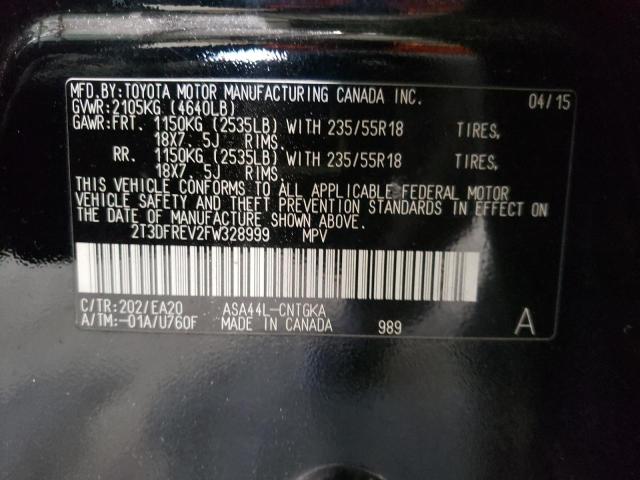 MFD.BY:TOYOTA MOTOR MANUFACTURING CANADA INC. 04/15
GVWR:2105KG (4640LB)
GAWR:FRT. 1150KG (2535LB) WITH 235/55R18 TIRES,
18X7. 5J RIMS.
RR. 1150KG (2535LB) WITH 235/55R18 TIRES,
18X7. 5J RIMS.
THIS VEHICLE CONFORMS TO ALL APPLICABLE FEDERAL MOTOR
VEHICLE SAFETY AND THEFT PREVENTION STANDARDS IN EFFECT ON
THE DATE OF MANUFACTURE SHOWN ABOVE.
2T3DFREV2FW328999 MPV
C/TR:202/EA20 ASA44L-CNTGKA
A/TM:-01A/U760F MADE IN CANADA 989 A